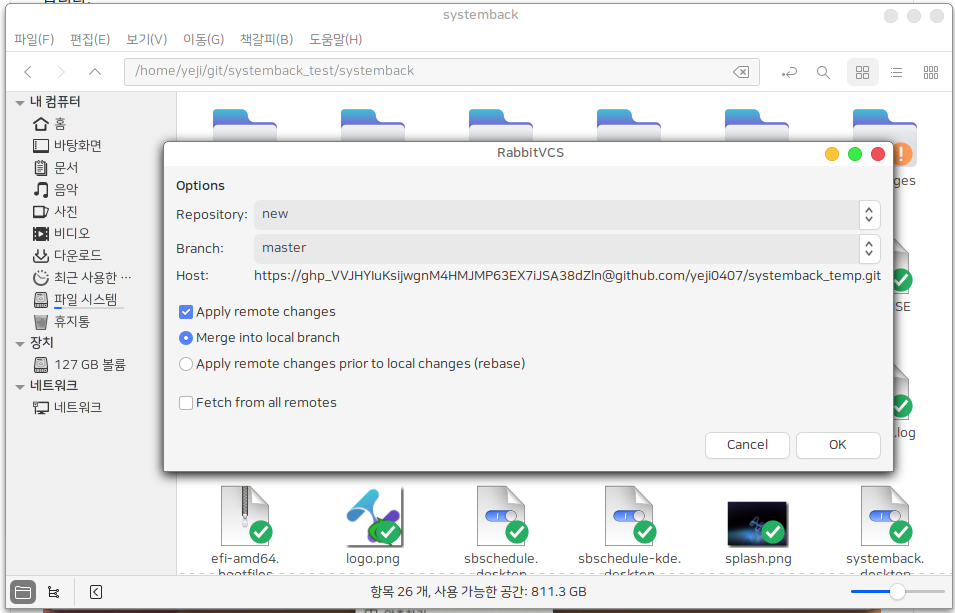 systemback
파일(F) 편집(E) 보기(V) 이동(G) 책갈피(B) 도움말(H)
/home/yeji/git/systemback_test/systemback
내 컴퓨터
홈
바탕화면
문서
음악
사진
비디오
다운로드
최근 사용한 ...
파일 시스템
휴지통
장치
127 GB 볼륨
네트워크
네트워크
ges
SE
.log
RabbitVCS
Options
Repository: new
Branch: master
Host: https://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@github.com/yeji0407/systemback_temp.git
Apply remote changes
Merge into local branch
Apply remote changes prior to local changes (rebase)
Fetch from all remotes
Cancel OK
efi-amd64. logo.png sbschedule. sbschedule-kde. splash.png systemback.
bootfiles desktop desktop desktop
항목 26 개, 사용 가능한 공간: 811.3 GB